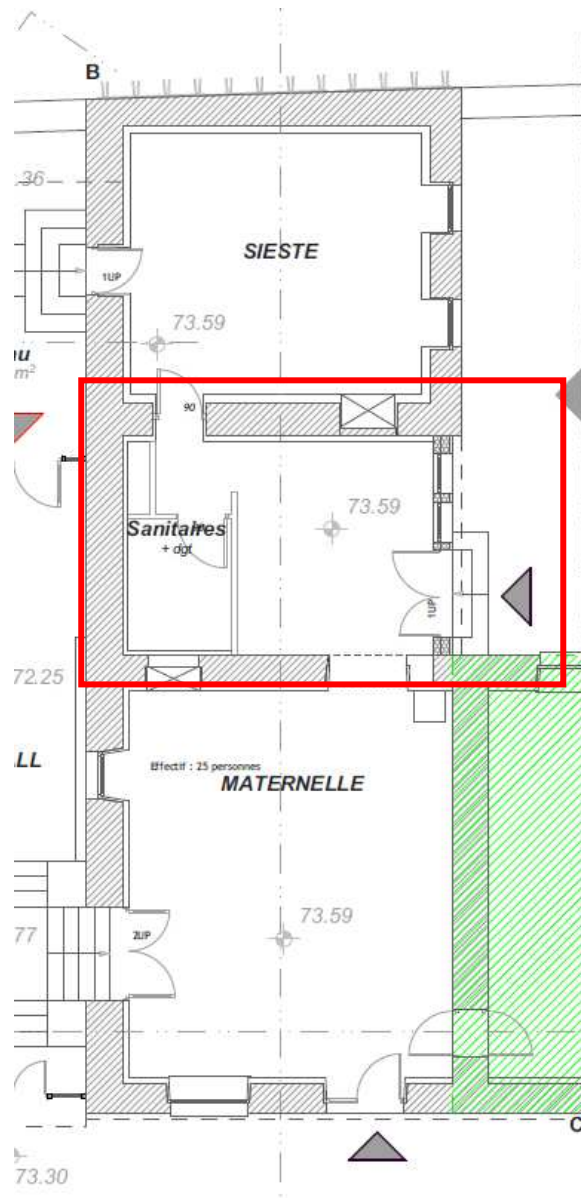 B
.36
SIESTE
1UP
73.59
au
m²
90
73.59
Sanitaires
+ dgt
1UP
72.25
Effectif : 25 personnes
LL
MATERNELLE
73.59
77
2UP
C
73.30